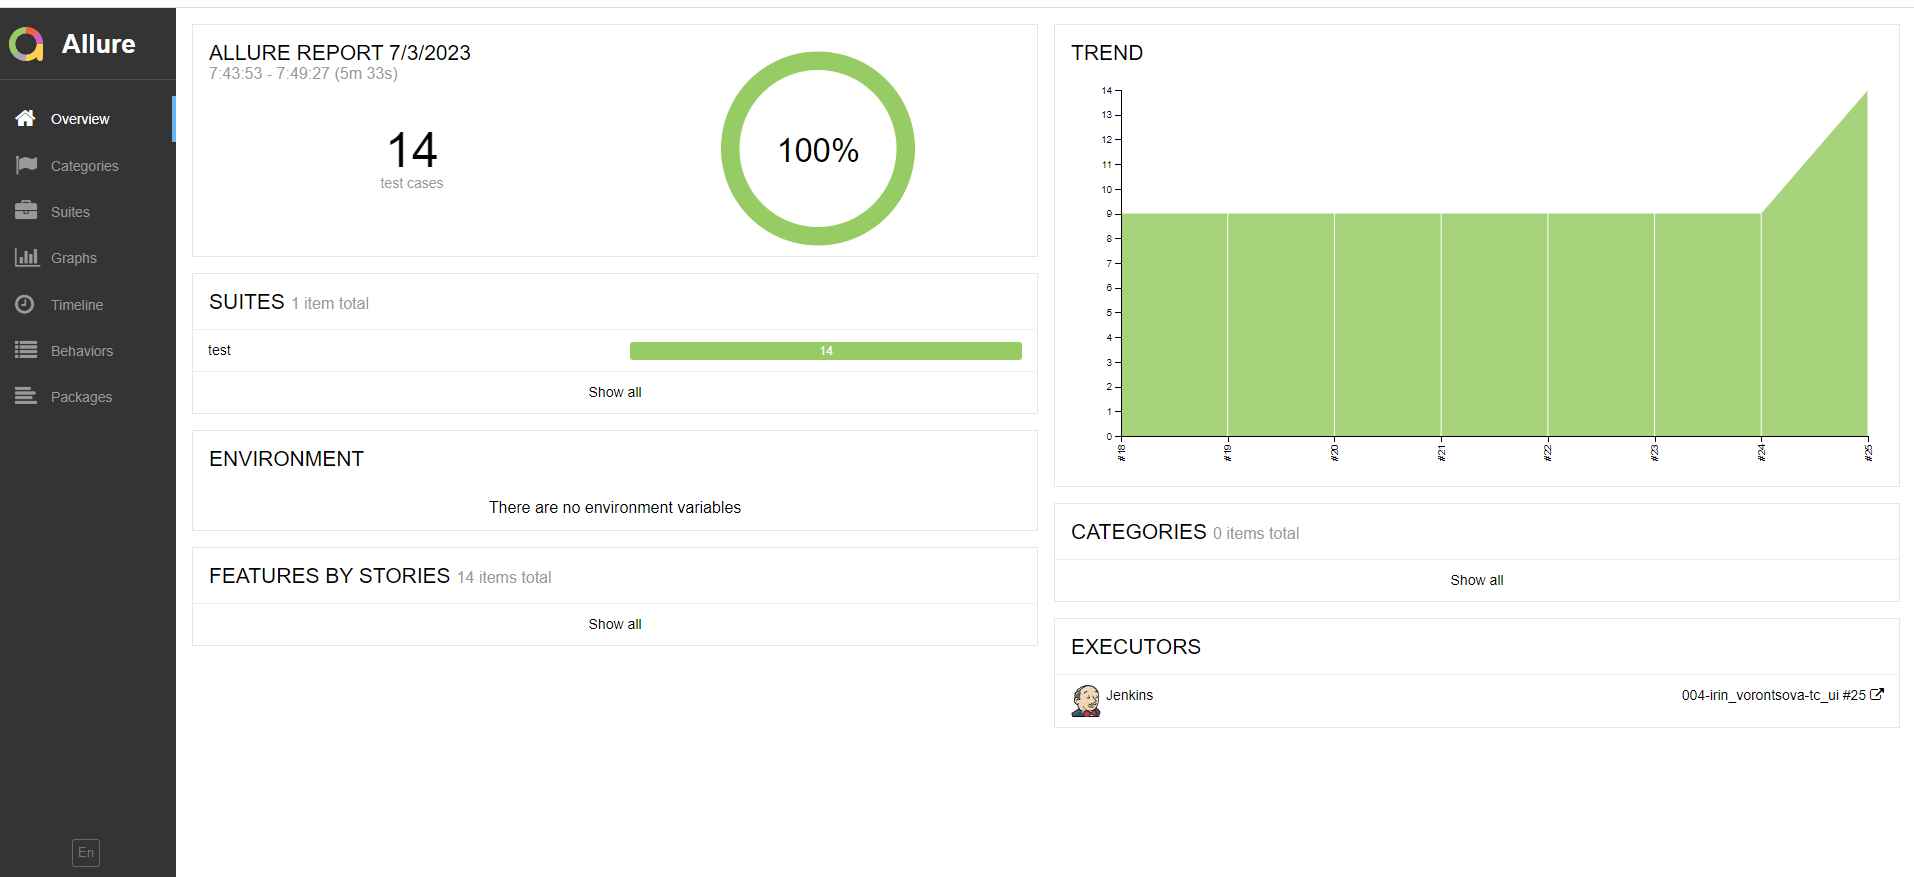 Allure
Overview
Categories
Suites
Graphs
Timeline
Behaviors
Packages
En
ALLURE REPORT 7/3/2023
7:43:53 - 7:49:27 (5m 33s)
14
test cases
100%
SUITES 1 item total
test 14
Show all
ENVIRONMENT
There are no environment variables
FEATURES BY STORIES 14 items total
Show all
TREND
14
13
12
11
10
9
8
7
6
5
4
3
2
1
0
#18 #19 #20 #21 #22 #23 #24 #25
CATEGORIES 0 items total
Show all
EXECUTORS
Jenkins 004-irin_vorontsova-tc_ui #25